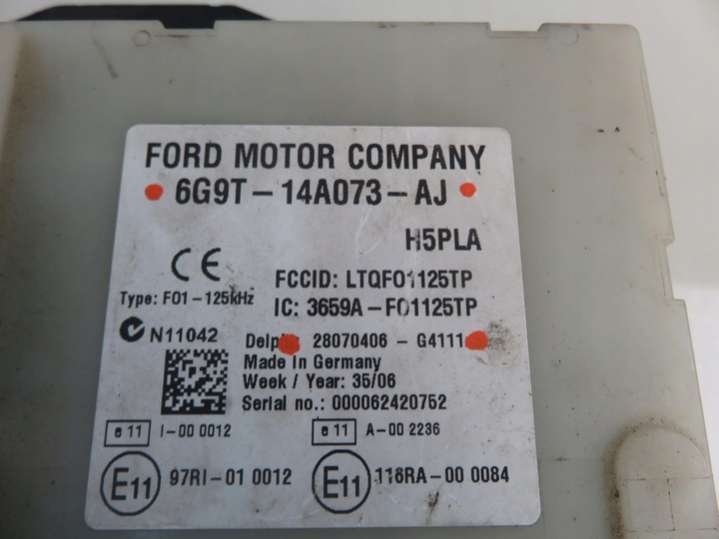 FORD MOTOR COMPANY
6G9T-14A073-AJ
H5PLA
CE
FCCID: LTQFO1125TP
Type: F01-125kHz
IC: 3659A-F01125TP
N11042
28070406 - G4111
Made in Germany
Week / Year: 35/06
Serial no.: 000062420752
e 11 I-00 0012
e 11 A-00 2236
E11 97RI-01 0012
E11 116RA-00 0084